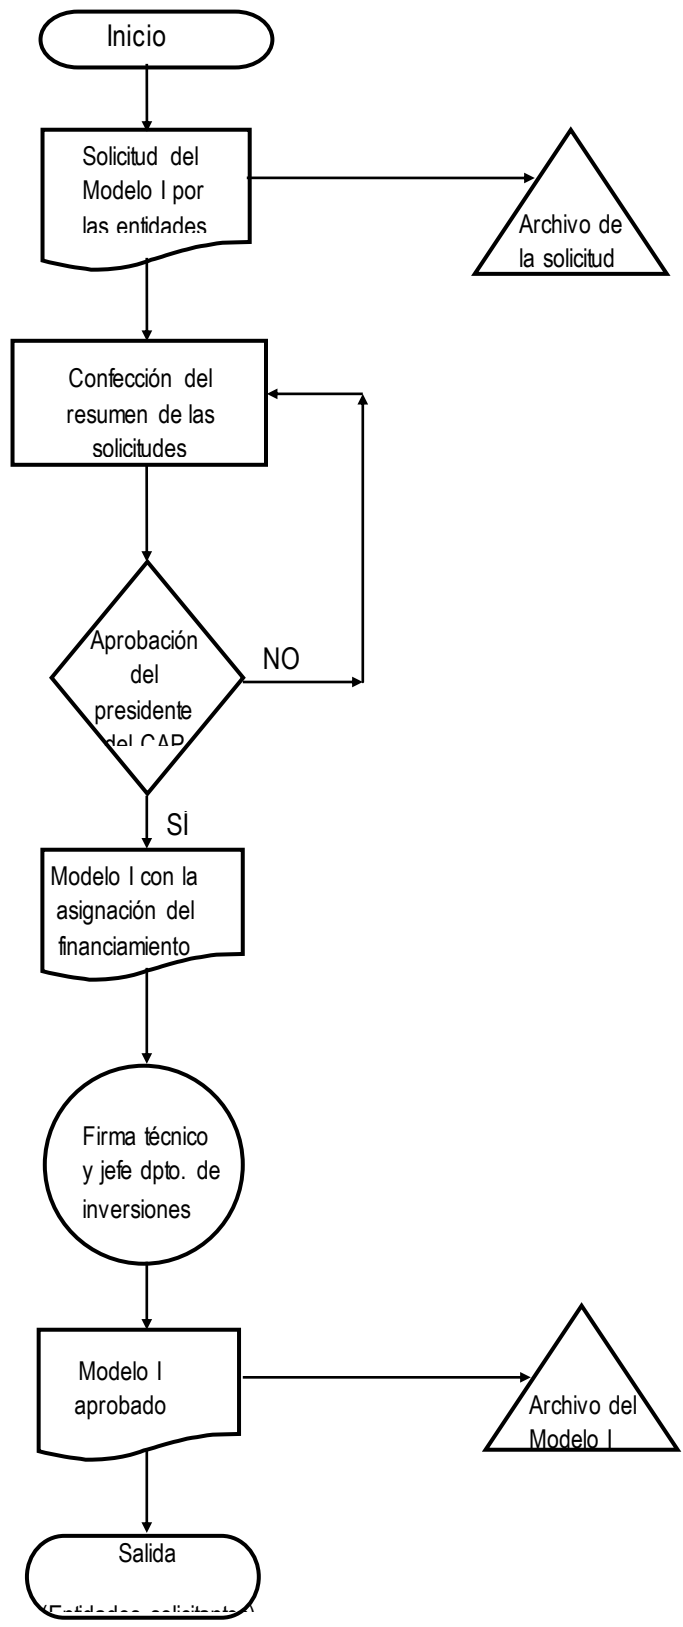 Inicio
Solicitud del
Modelo I por
las entidades
Archivo de
la solicitud
Confección del
resumen de las
solicitudes
Aprobación
del
presidente
del CAP
NO
SÍ
Modelo I con la
asignación del
financiamiento
Firma técnico
y jefe dpto. de
inversiones
Modelo I
aprobado
Archivo del
Modelo I
Salida
(Entidades solicitantes)